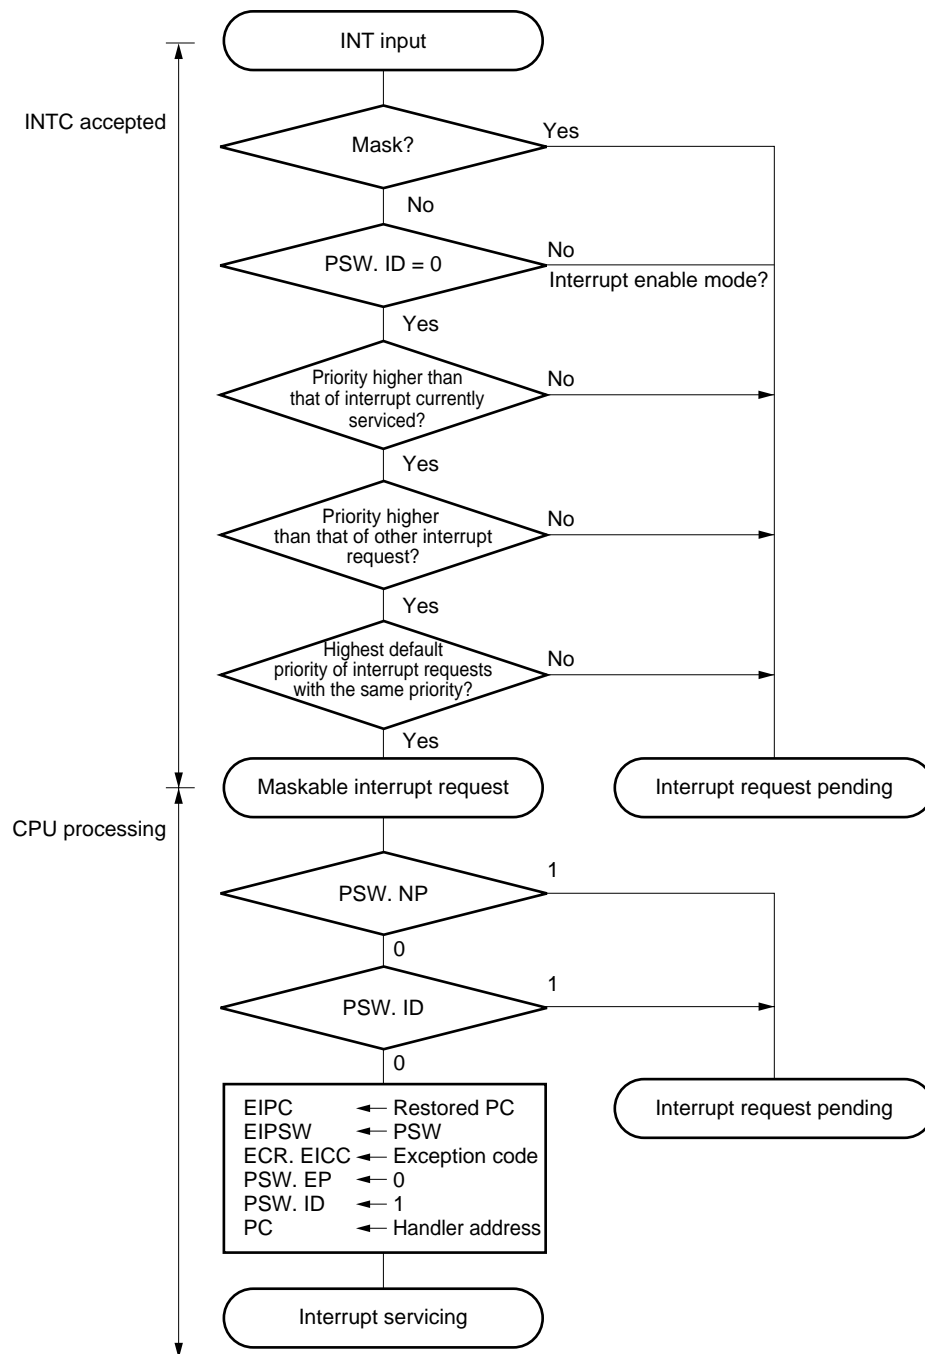 INT input
INTC accepted
Mask?
Yes
No
PSW. ID = 0
No
Interrupt enable mode?
Yes
Priority higher than
that of interrupt currently
serviced?
No
Yes
Priority higher
than that of other interrupt
request?
No
Yes
Highest default
priority of interrupt requests
with the same priority?
No
Yes
Maskable interrupt request
Interrupt request pending
CPU processing
PSW. NP
1
0
PSW. ID
1
0
EIPC ← Restored PC
EIPSW ← PSW
ECR. EICC ← Exception code
PSW. EP ← 0
PSW. ID ← 1
PC ← Handler address
Interrupt request pending
Interrupt servicing